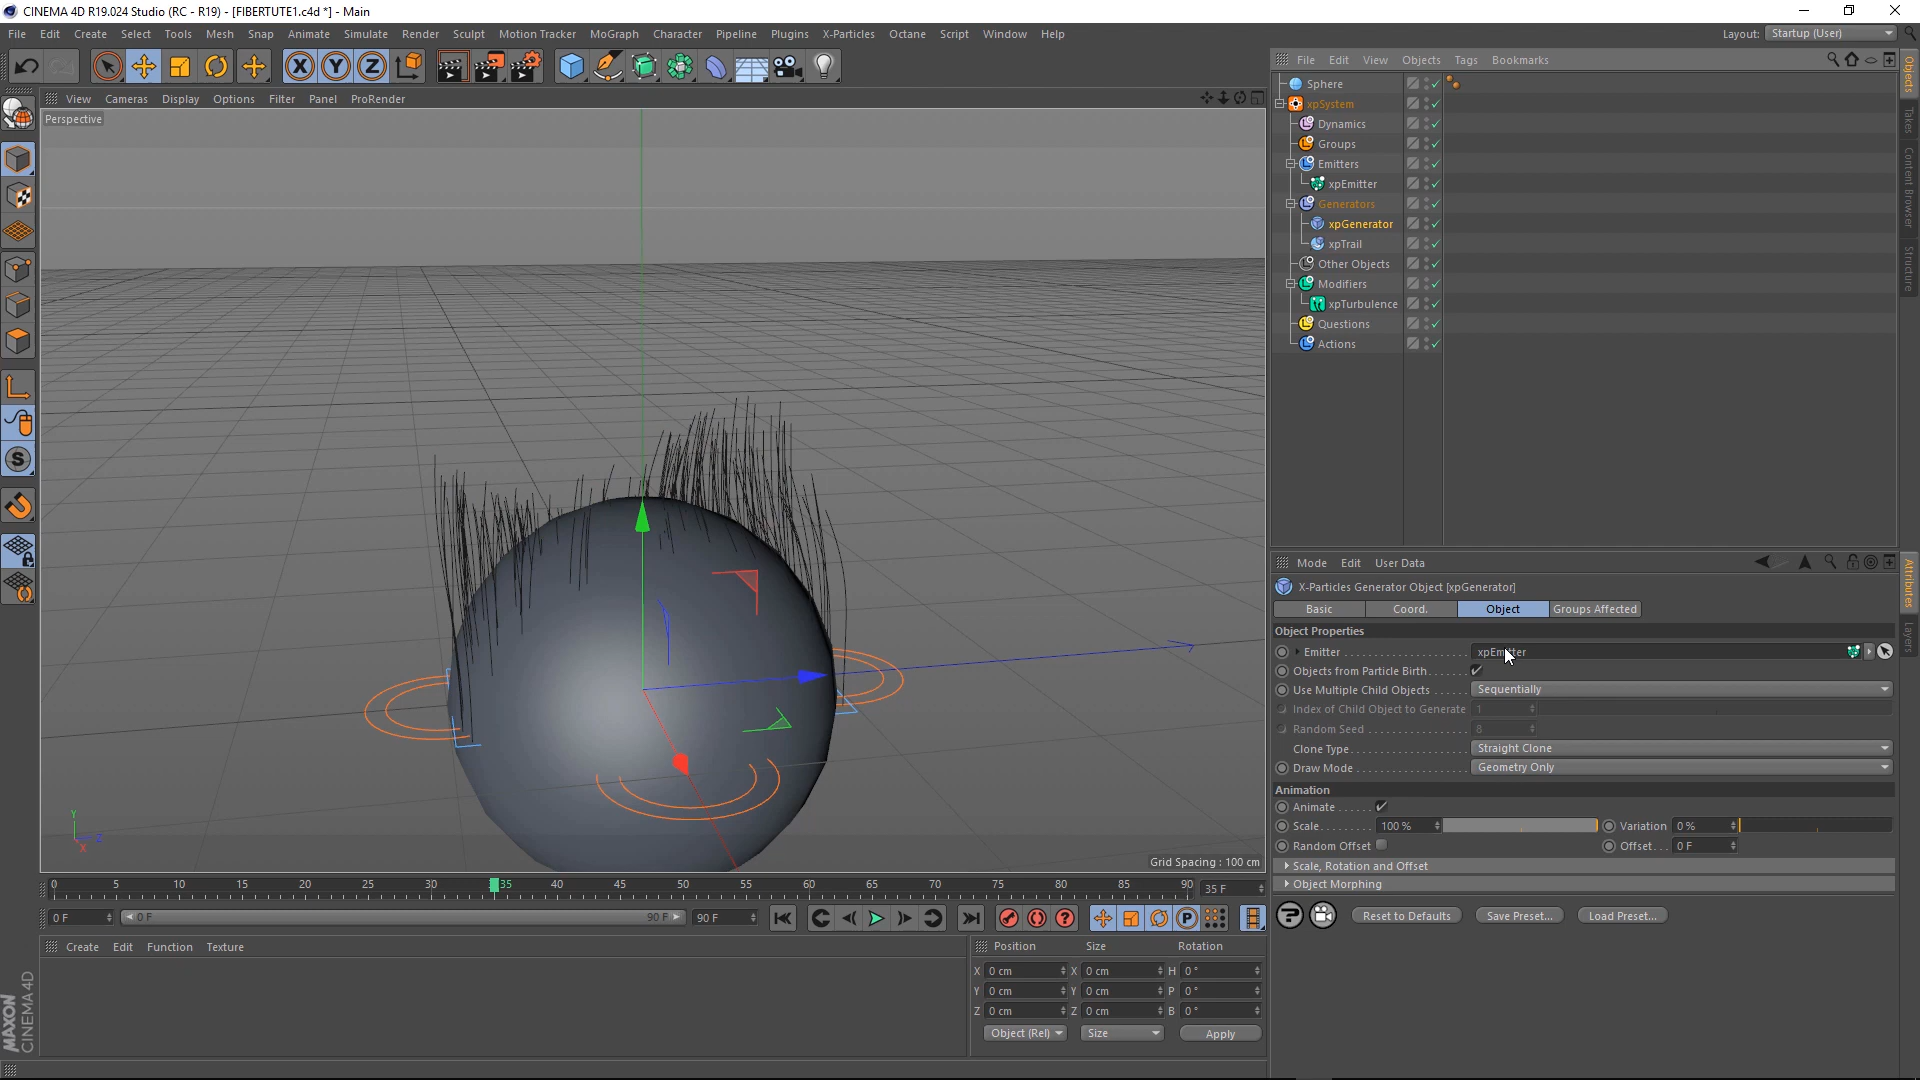 CINEMA 4D R19.024 Studio (RC - R19) - [FIBERTUTE1.c4d *] - Main
File Edit Create Select Tools Mesh Snap Animate Simulate Render Sculpt Motion Tracker MoGraph Character Pipeline Plugins X-Particles Octane Script Window Help Layout: Startup (User)
File Edit View Objects Tags Bookmarks
View Cameras Display Options Filter Panel ProRender
Perspective
Sphere
xpSystem
Dynamics
Groups
Emitters
xpEmitter
Generators
xpGenerator
xpTrail
Other Objects
Modifiers
xpTurbulence
Questions
Actions
Objects
Takes
Content Browser
Structure
Mode Edit User Data
X-Particles Generator Object [xpGenerator]
Basic Coord. Object Groups Affected
Object Properties
Emitter xpEmitter
Objects from Particle Birth
Use Multiple Child Objects Sequentially
Index of Child Object to Generate 1
Random Seed 8
Clone Type Straight Clone
Draw Mode Geometry Only
Animation
Animate
Scale 100 % Variation 0 %
Random Offset Offset 0 F
Scale, Rotation and Offset
Object Morphing
Reset to Defaults Save Preset... Load Preset...
Attributes
Layers
Y
Z
X
Grid Spacing : 100 cm
0 5 10 15 20 25 30 35 40 45 50 55 60 65 70 75 80 85 90 35 F
0 F 0 F 90 F 90 F
Create Edit Function Texture
Position Size Rotation
X 0 cm X 0 cm H 0 °
Y 0 cm Y 0 cm P 0 °
Z 0 cm Z 0 cm B 0 °
Object (Rel) Size Apply
MAXON
CINEMA 4D